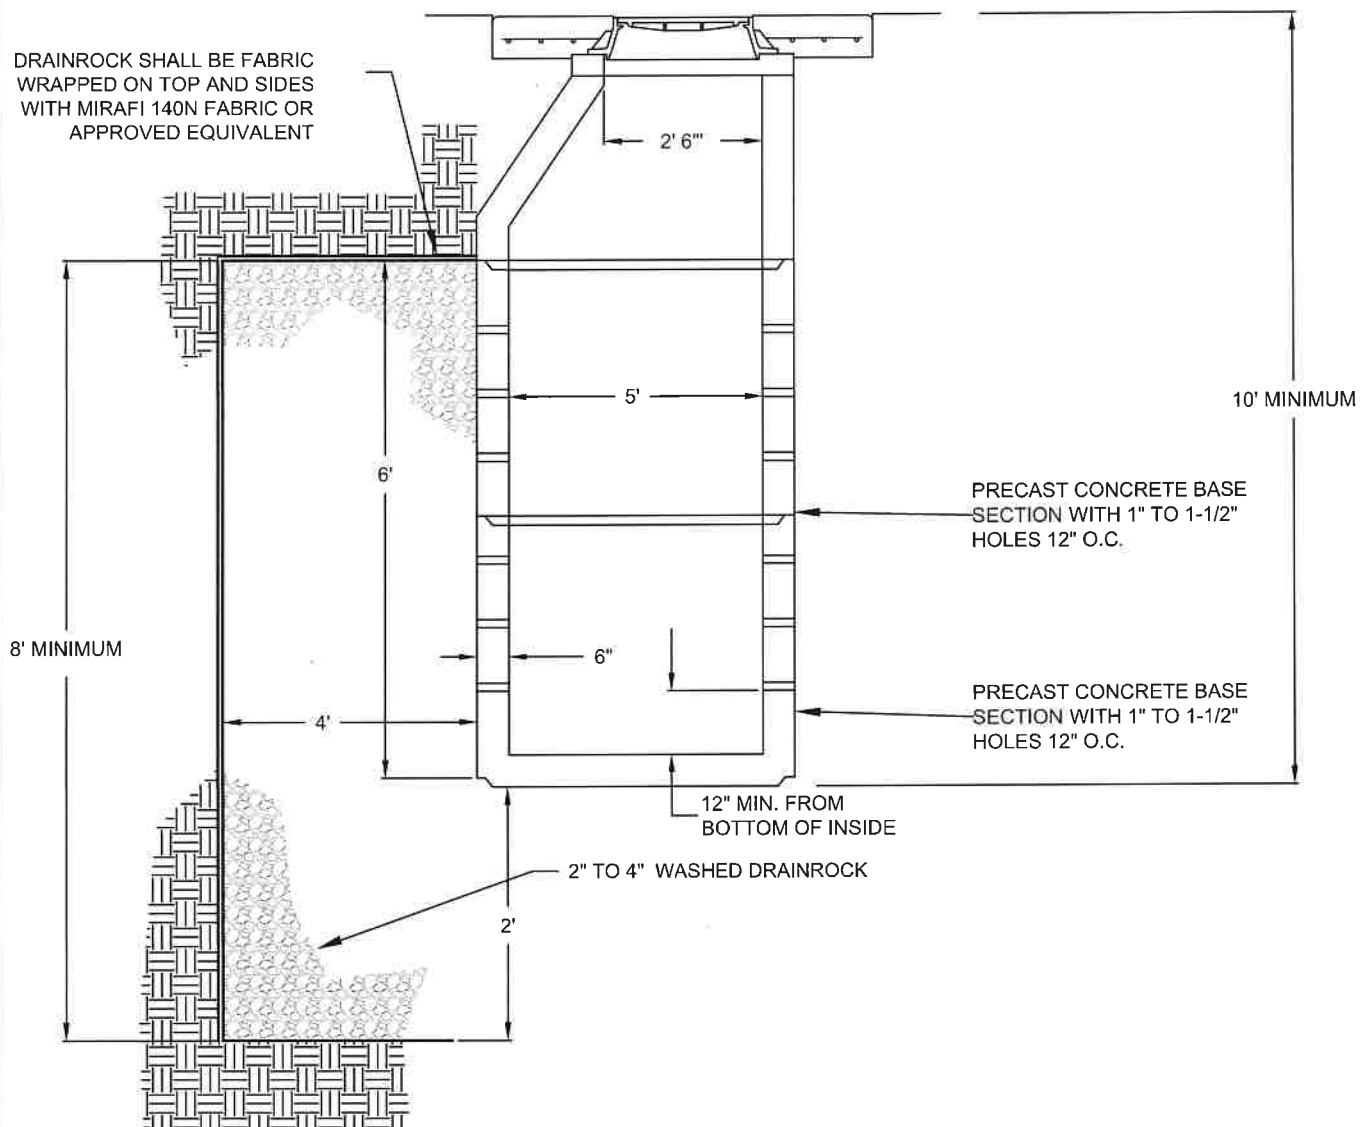 DRAINROCK SHALL BE FABRIC
WRAPPED ON TOP AND SIDES
WITH MIRAFI 140N FABRIC OR
APPROVED EQUIVALENT
2' 6"'
5'
10' MINIMUM
6'
PRECAST CONCRETE BASE
SECTION WITH 1" TO 1-1/2"
HOLES 12" O.C.
8' MINIMUM
6"
4'
PRECAST CONCRETE BASE
SECTION WITH 1" TO 1-1/2"
HOLES 12" O.C.
12" MIN. FROM
BOTTOM OF INSIDE
2" TO 4" WASHED DRAINROCK
2'